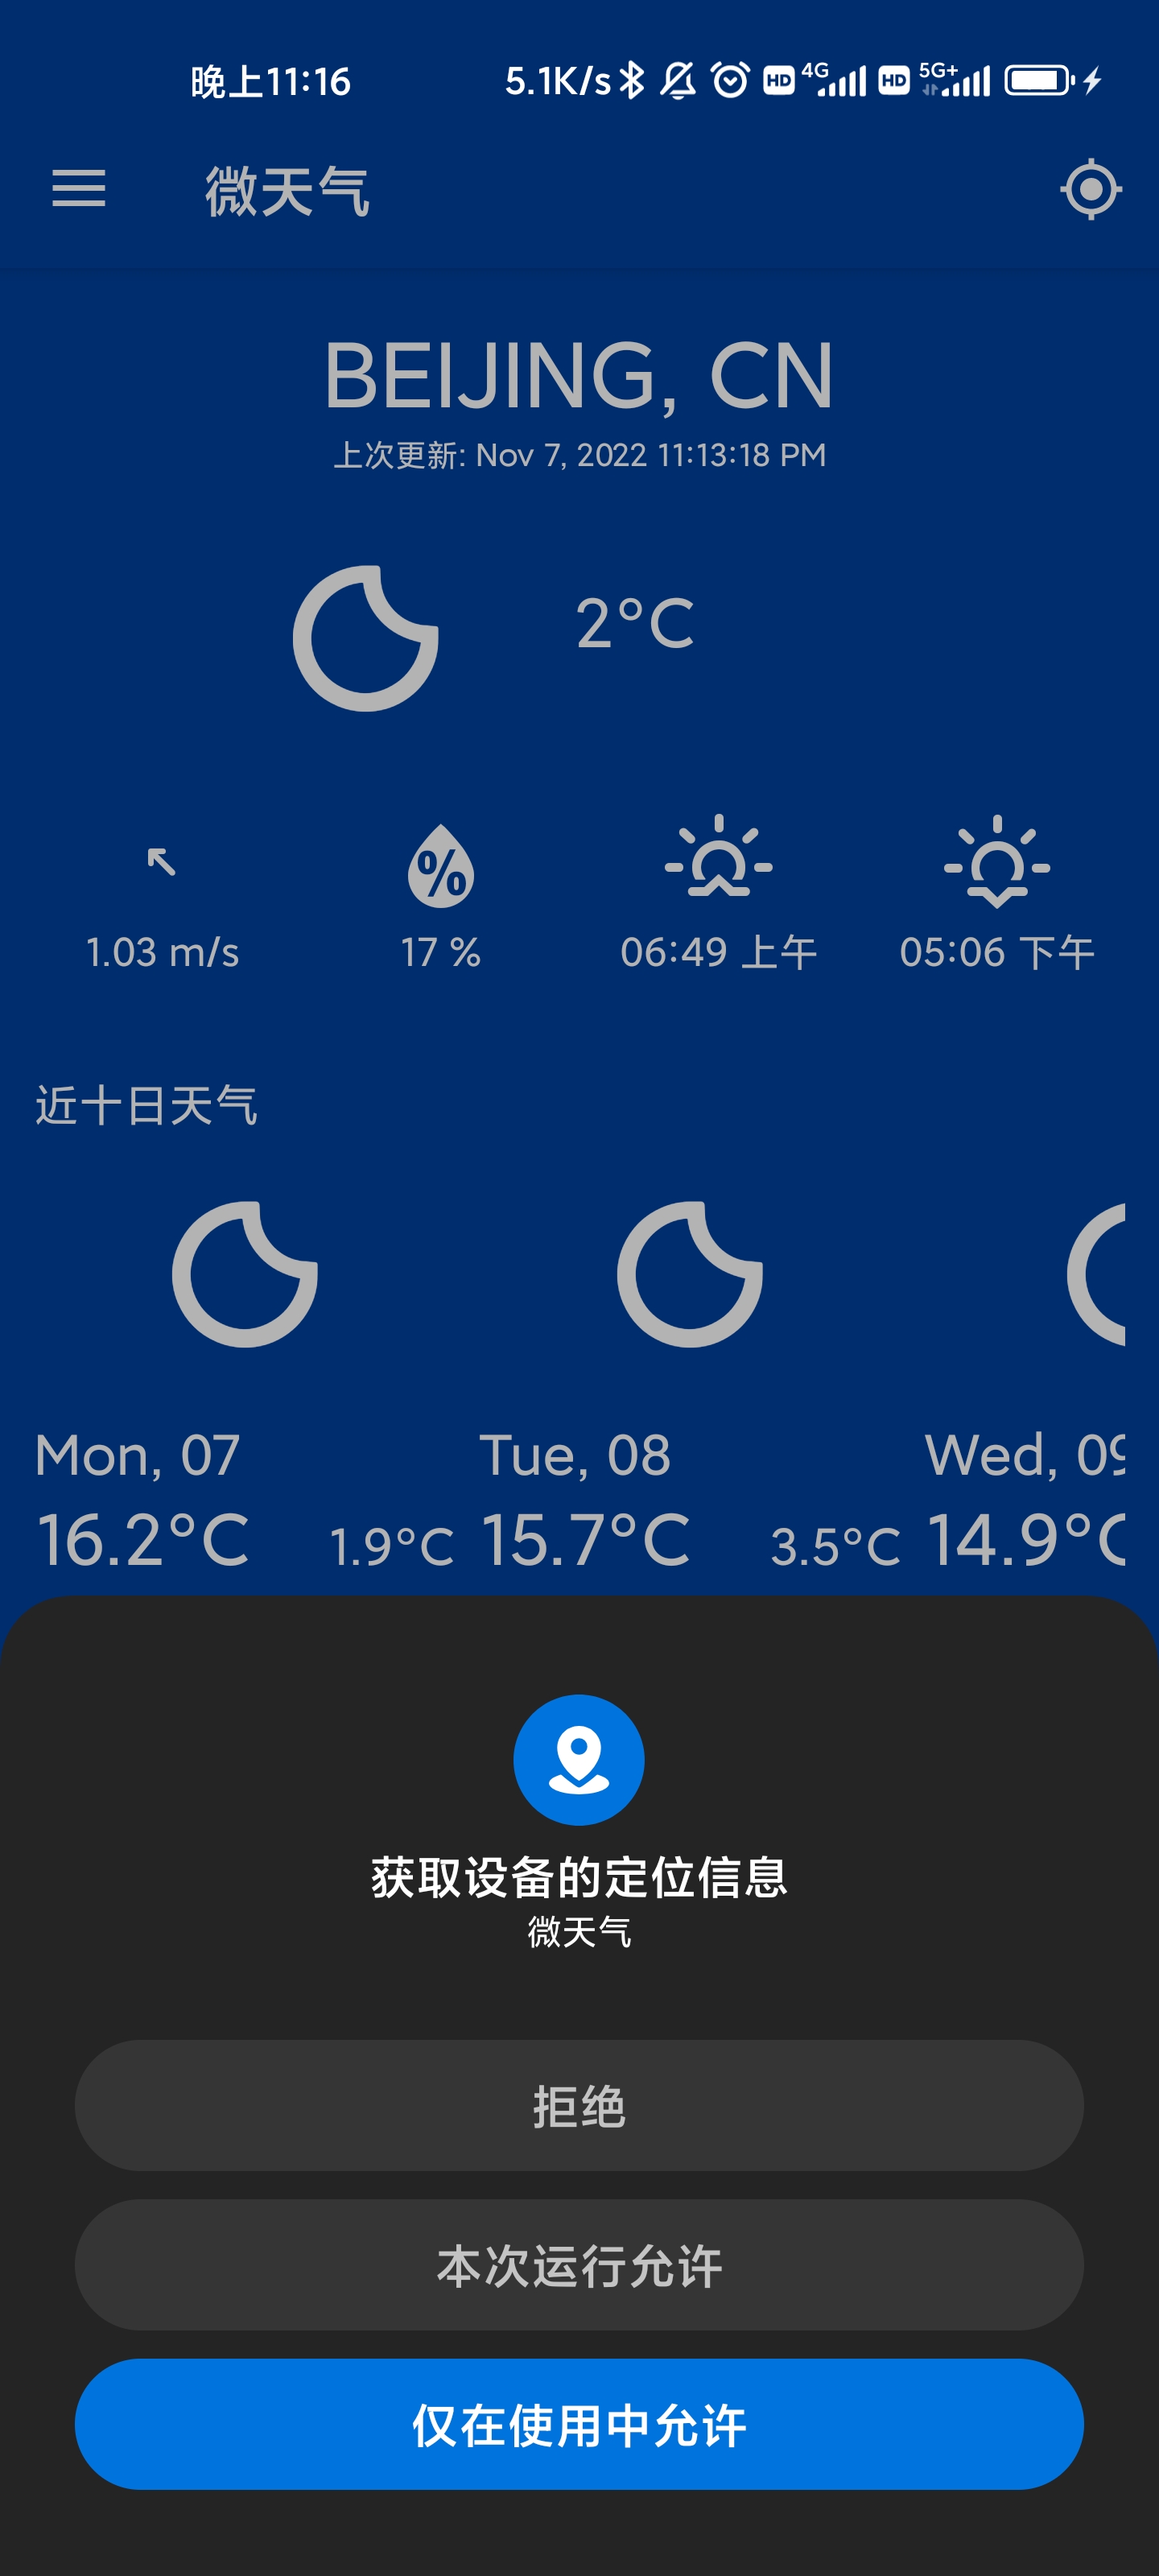 晚上11:16 5.1K/s HD 4G HD 5G+
微天气
BEIJING, CN
上次更新: Nov 7, 2022 11:13:18 PM
2°C
%
1.03 m/s 17 % 06:49 上午 05:06 下午
近十日天气
Mon, 07 Tue, 08 Wed, 09
16.2°C 1.9°C 15.7°C 3.5°C 14.9°C
获取设备的定位信息
微天气
拒绝
本次运行允许
仅在使用中允许